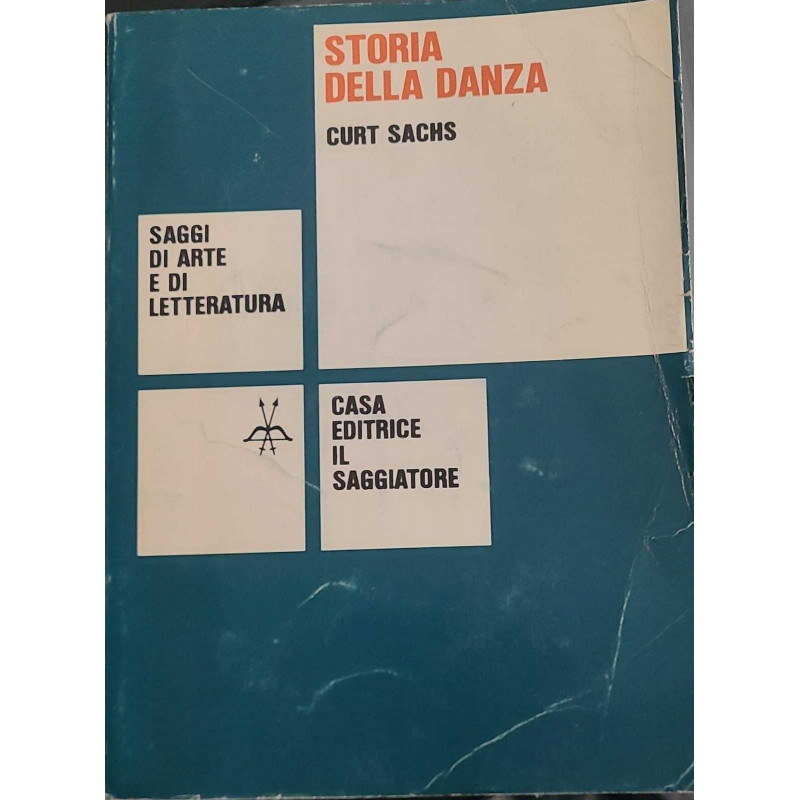 STORIA
DELLA DANZA
CURT SACHS
SAGGI
DI ARTE
E DI
LETTERATURA
CASA
EDITRICE
IL
SAGGIATORE